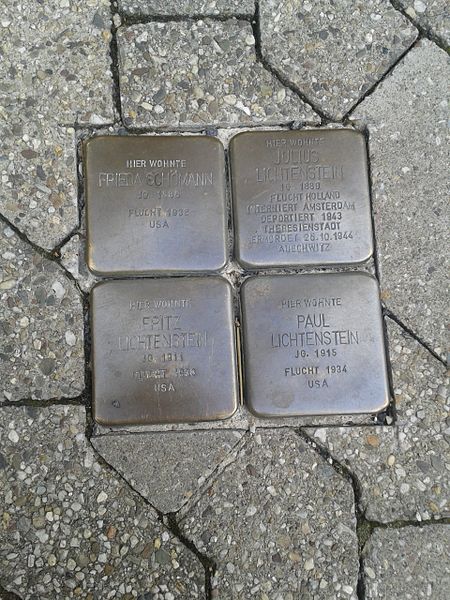 HIER WOHNTE
FRIEDA SCHÖMANN
JG. 1886
FLUCHT 1938
USA
HIER WOHNTE
JULIUS
LICHTENSTEIN
JG. 1880
FLUCHT HOLLAND
INTERNIERT AMSTERDAM
DEPORTIERT 1943
THERESIENSTADT
ERMORDET 28.10.1944
AUSCHWITZ
HIER WOHNTE
FRITZ
LICHTENSTEIN
JG. 1911
FLUCHT
USA
HIER WOHNTE
PAUL
LICHTENSTEIN
JG. 1915
FLUCHT 1934
USA